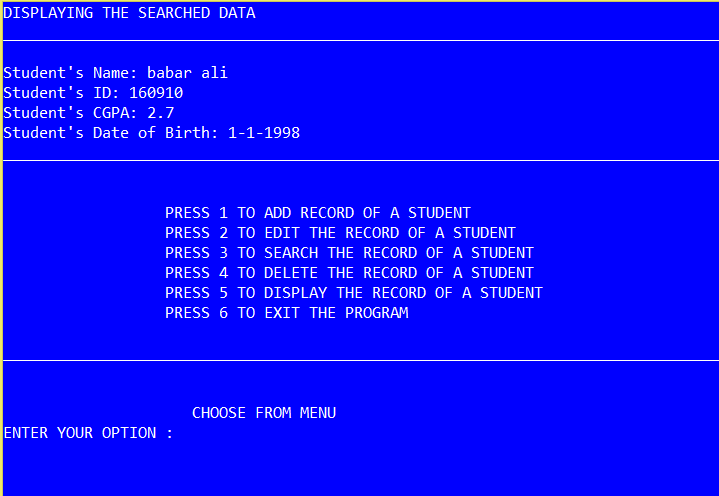 DISPLAYING THE SEARCHED DATA
Student's Name: babar ali
Student's ID: 160910
Student's CGPA: 2.7
Student's Date of Birth: 1-1-1998
PRESS 1 TO ADD RECORD OF A STUDENT
PRESS 2 TO EDIT THE RECORD OF A STUDENT
PRESS 3 TO SEARCH THE RECORD OF A STUDENT
PRESS 4 TO DELETE THE RECORD OF A STUDENT
PRESS 5 TO DISPLAY THE RECORD OF A STUDENT
PRESS 6 TO EXIT THE PROGRAM
CHOOSE FROM MENU
ENTER YOUR OPTION :